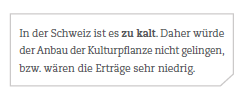 In der Schweiz ist es zu kalt. Daher würde
der Anbau der Kulturpflanze nicht gelingen,
bzw. wären die Erträge sehr niedrig.